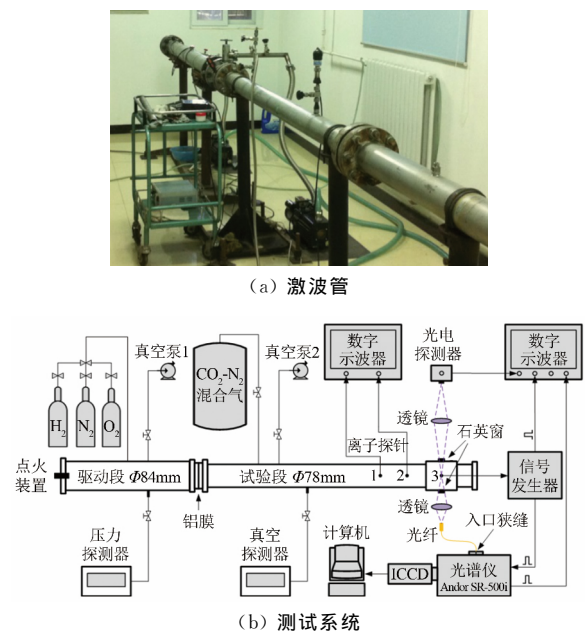 (a) 激波管
真空泵1
真空泵2
数字
示波器
光电
探测器
数字
示波器
CO2-N2
混合气
H2
N2
O2
透镜
离子探针
石英窗
点火
装置
驱动段 Φ84mm
试验段 Φ78mm
1
2
3
信号
发生器
铝膜
透镜
光纤
入口狭缝
压力
探测器
真空
探测器
计算机
ICCD
光谱仪
Andor SR-500i
(b) 测试系统